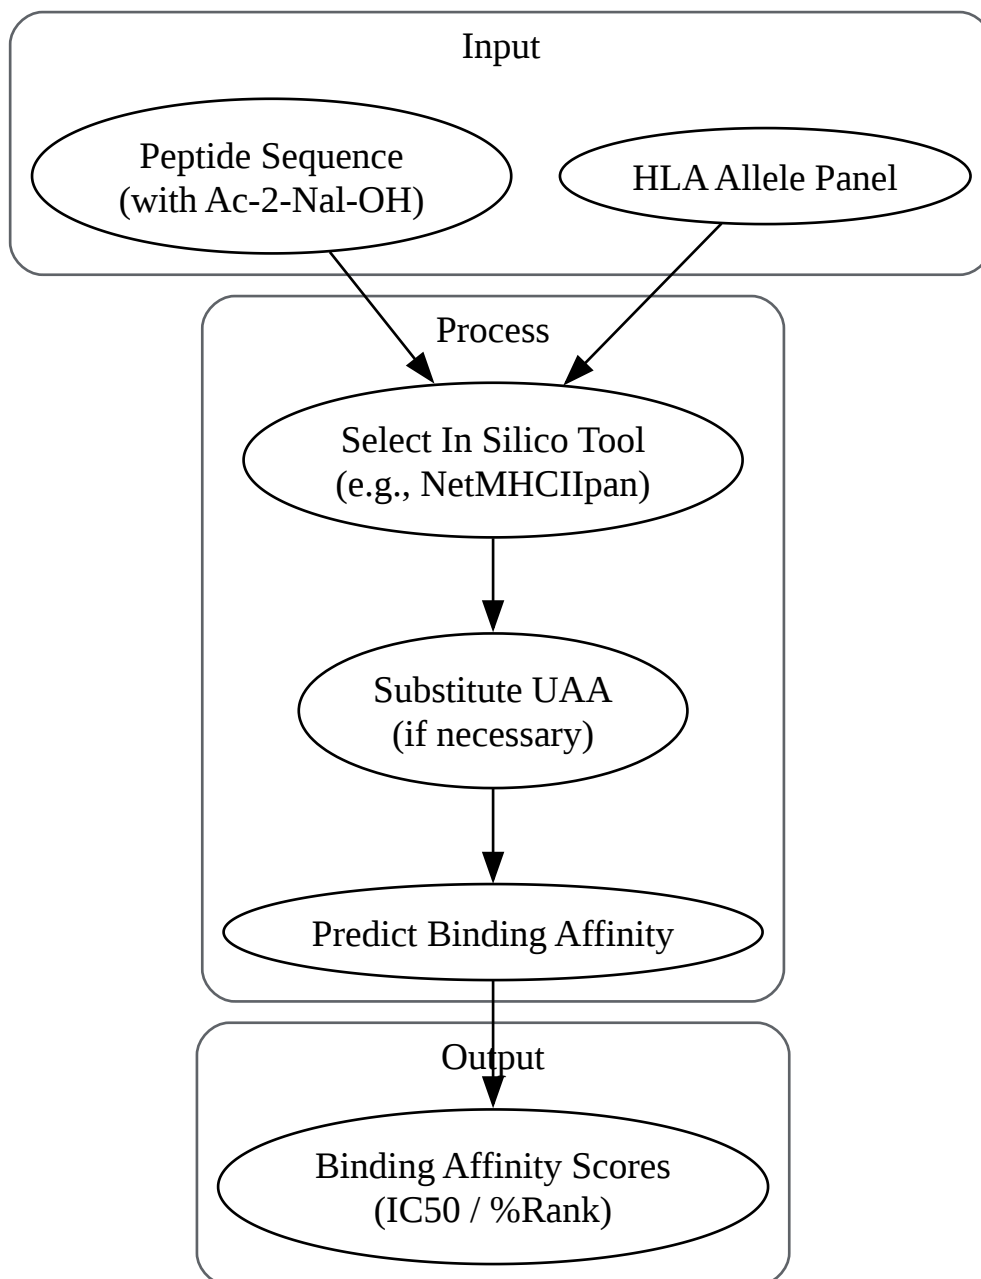 Input
Peptide Sequence
(with Ac-2-Nal-OH)
HLA Allele Panel
Process
Select In Silico Tool
(e.g., NetMHCIIpan)
Substitute UAA
(if necessary)
Predict Binding Affinity
Output
Binding Affinity Scores
(IC50 / %Rank)